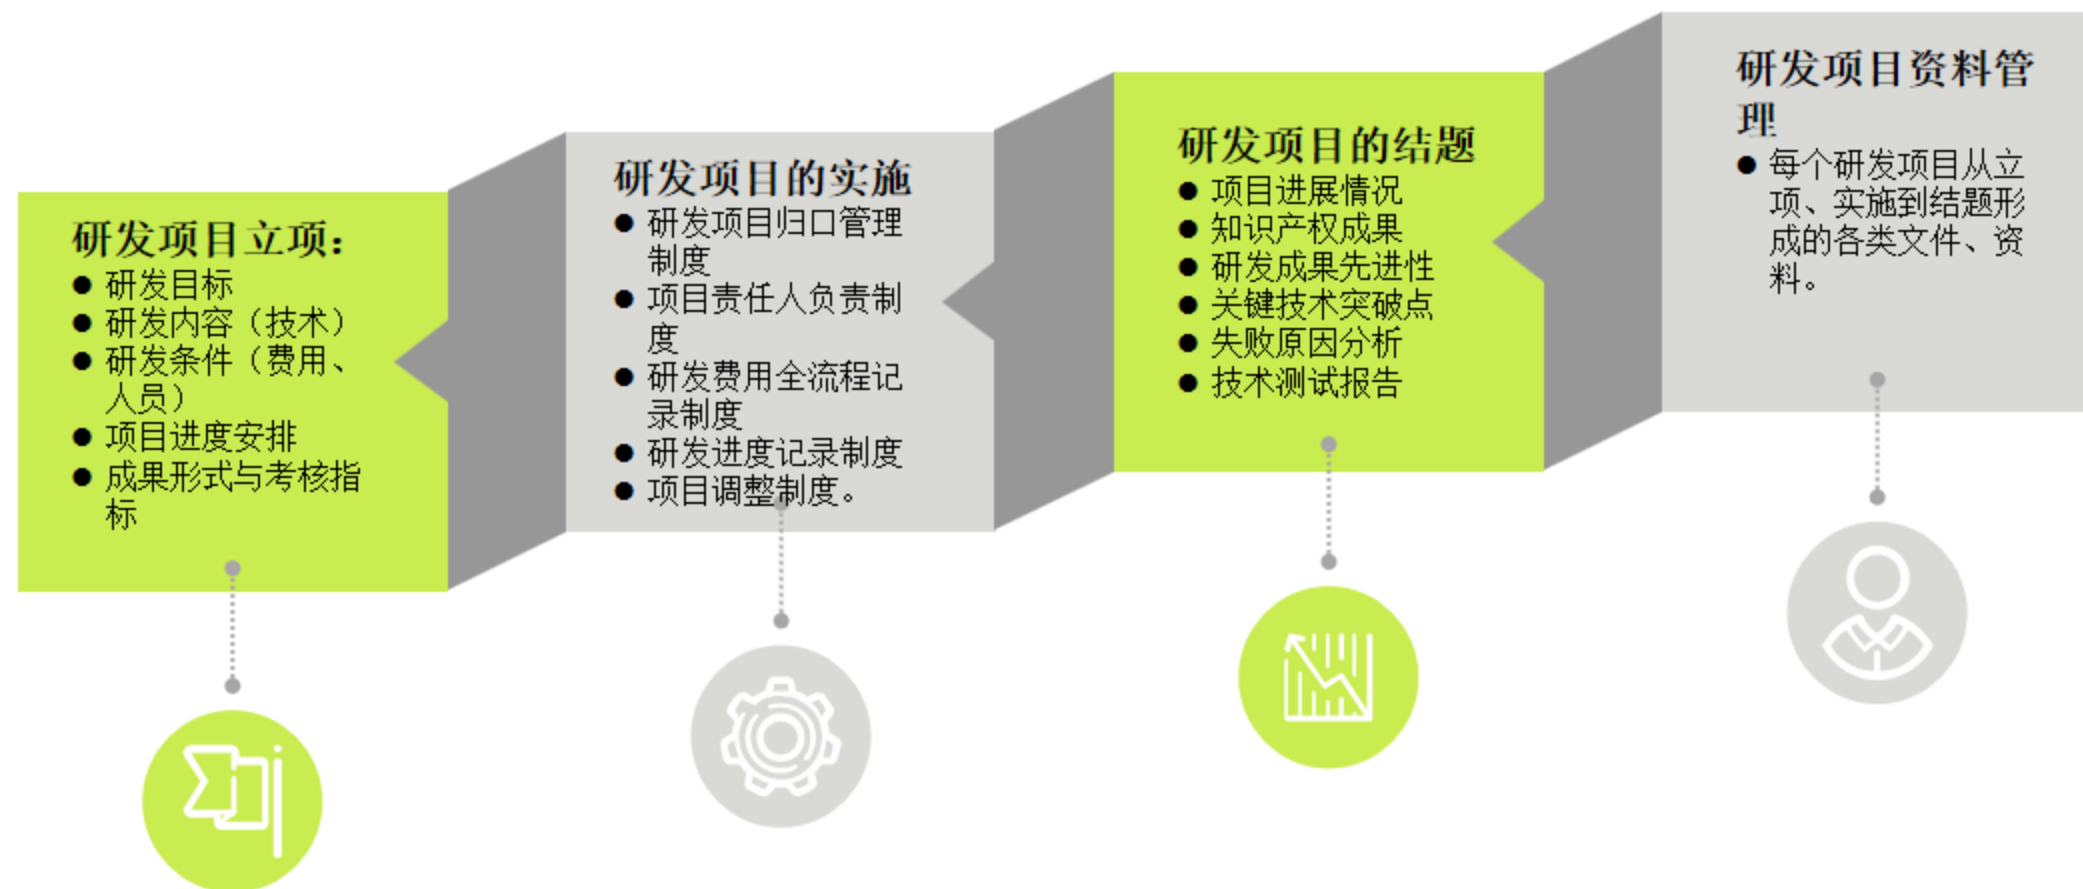 研发项目立项：
● 研发目标
● 研发内容（技术）
● 研发条件（费用、
人员）
● 项目进度安排
● 成果形式与考核指
标
研发项目的实施
● 研发项目归口管理
制度
● 项目责任人负责制
度
● 研发费用全流程记
录制度
● 研发进度记录制度
● 项目调整制度。
研发项目的结题
● 项目进展情况
● 知识产权成果
● 研发成果先进性
● 关键技术突破点
● 失败原因分析
● 技术测试报告
研发项目资料管
理
● 每个研发项目从立
项、实施到结题形
成的各类文件、资
料。